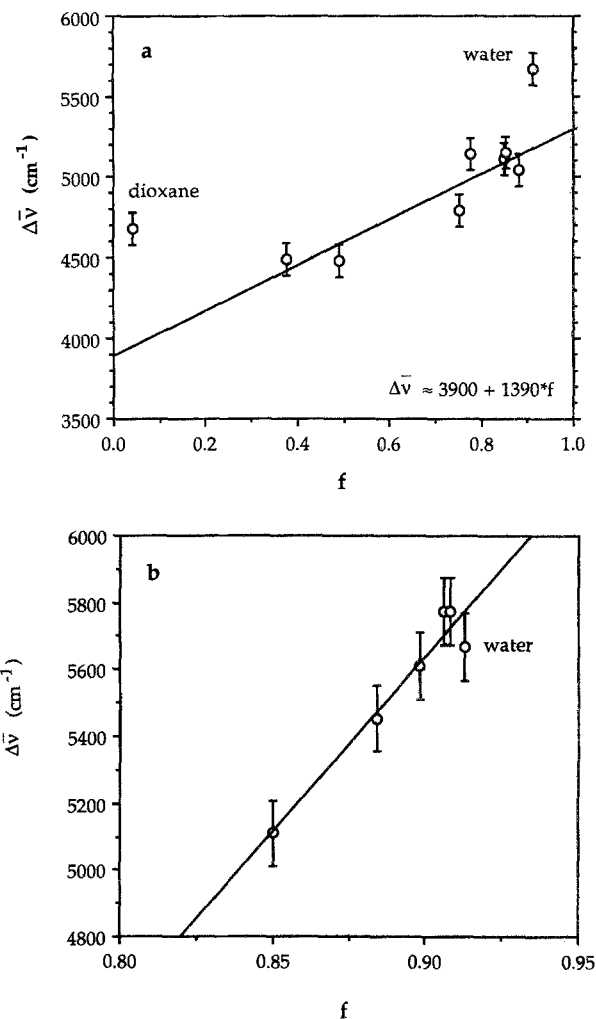 6000
a
water
5500
Δν̄ (cm⁻¹)
5000
dioxane
4500
4000
Δν̄ ≈ 3900 + 1390*f
3500
0.0 0.2 0.4 0.6 0.8 1.0
f
6000
b
5800
water
5600
Δν̄ (cm⁻¹)
5400
5200
5000
4800
0.80 0.85 0.90 0.95
f